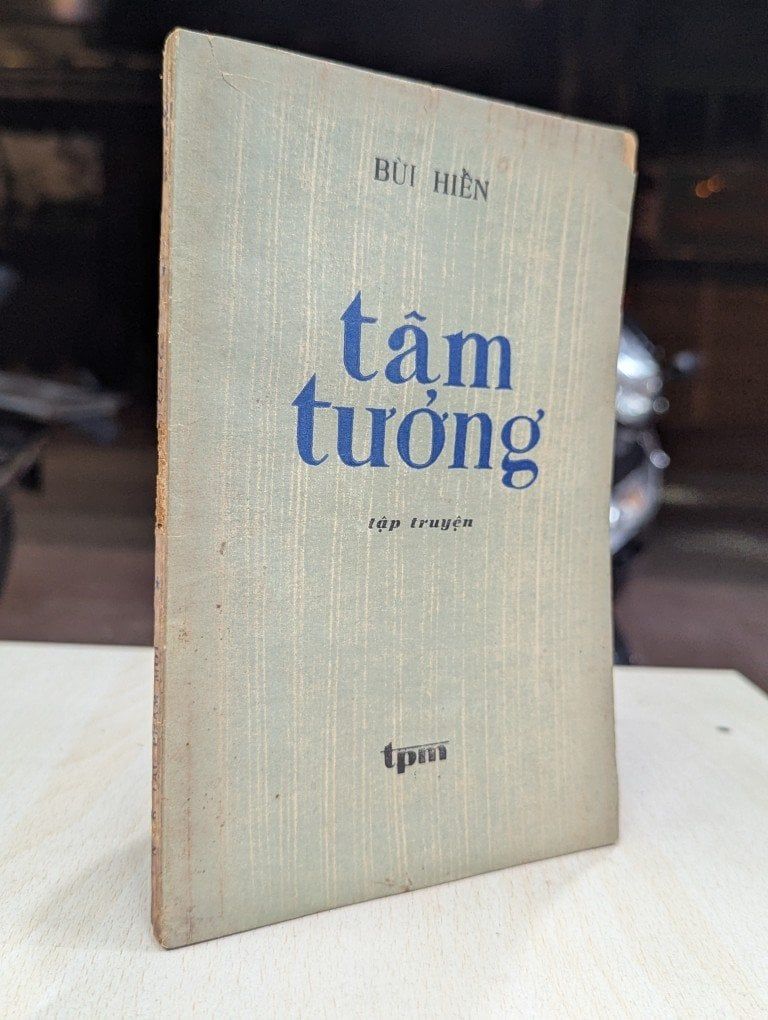 BÙI HIỀN
tâm
tưởng
tập truyện
tpm